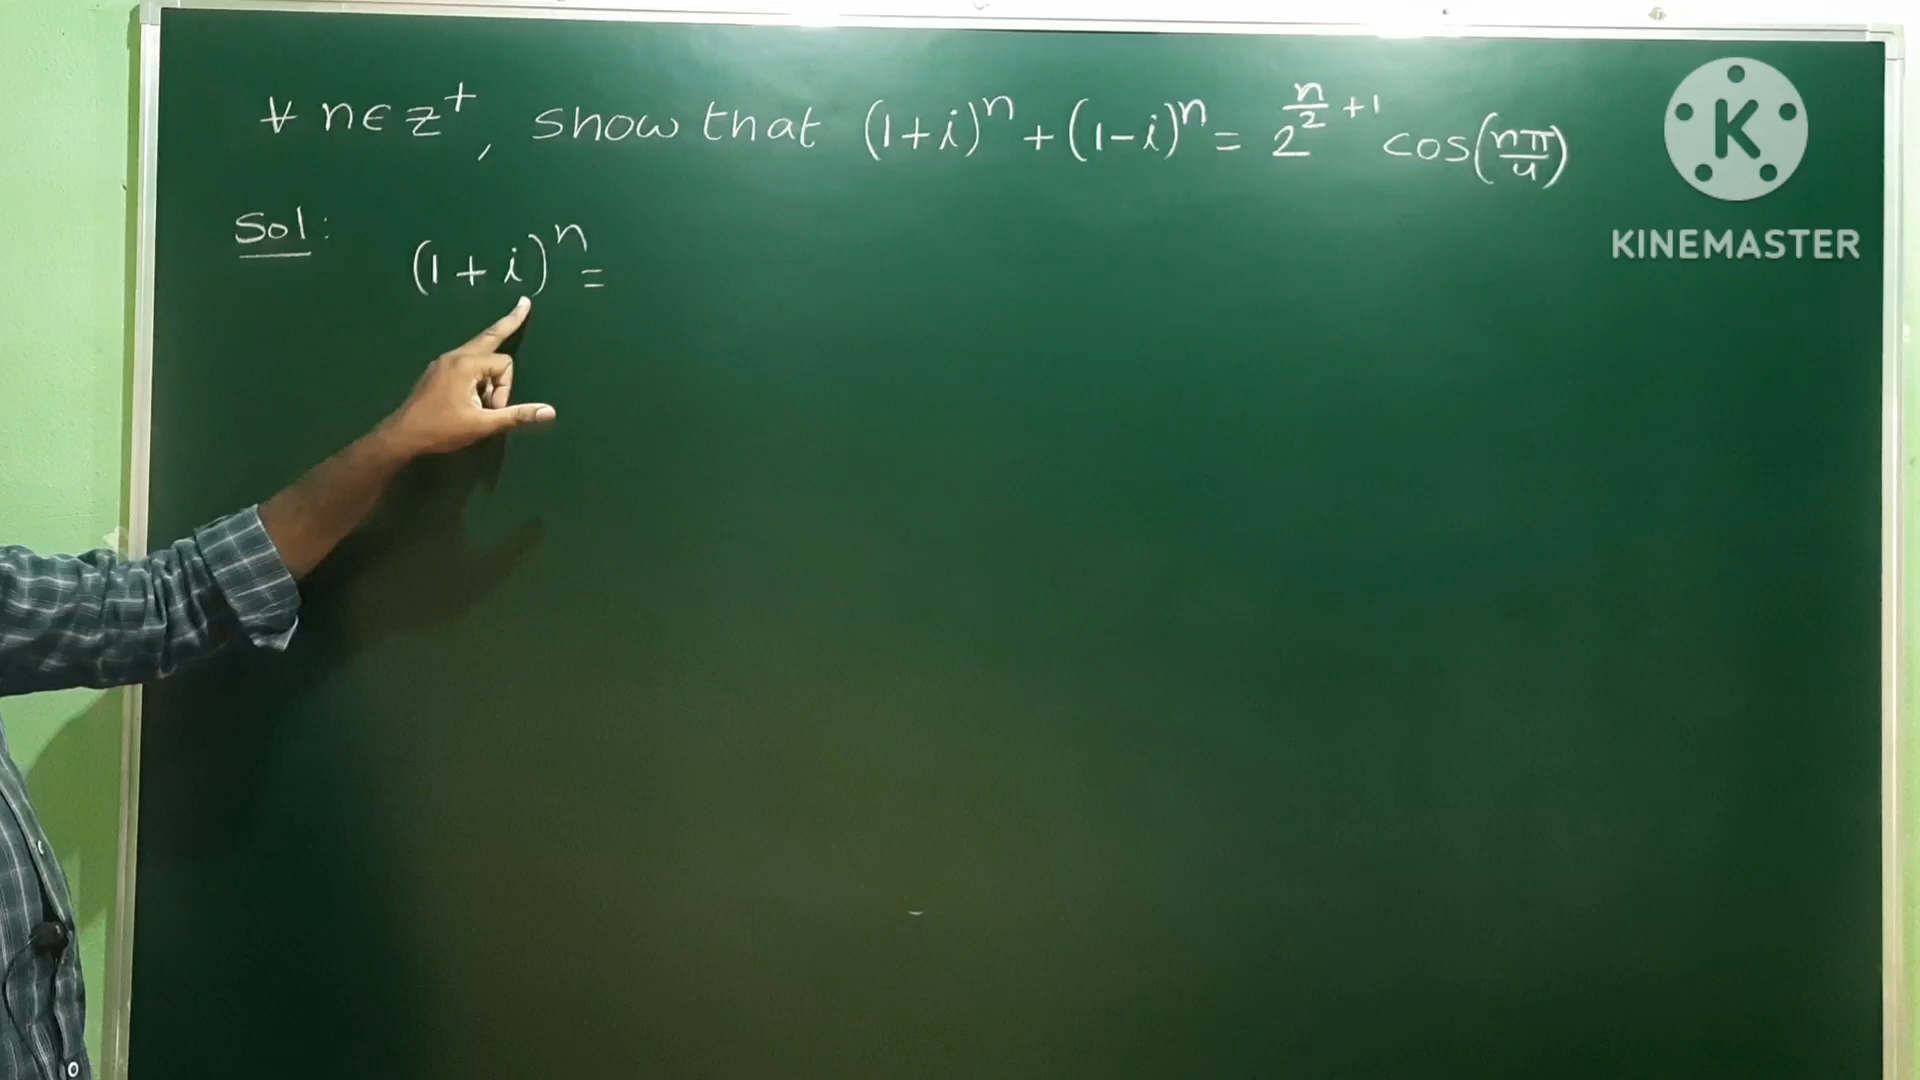 ∀ n∈z⁺, show that (1+i)ⁿ+(1-i)ⁿ= 2^(n/2 +1) cos(nπ/4)
K
KINEMASTER
Sol:
(1+i)ⁿ=